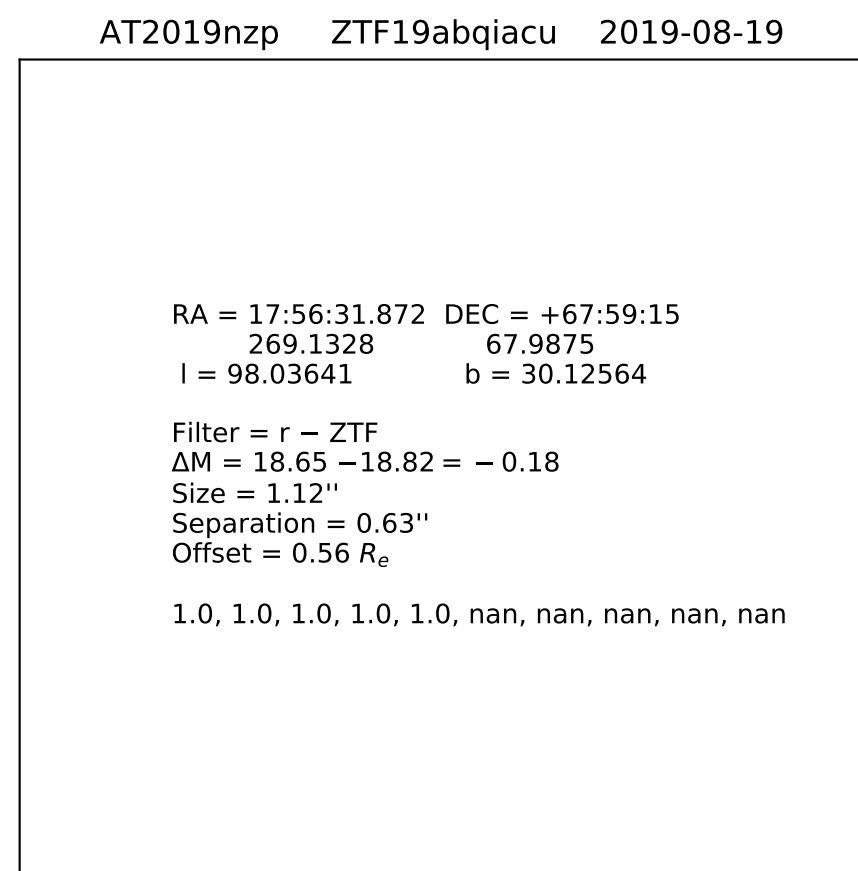 AT2019nzp ZTF19abqiacu 2019-08-19
RA = 17:56:31.872 DEC = +67:59:15
269.1328 67.9875
l = 98.03641 b = 30.12564
Filter = r − ZTF
ΔM = 18.65 −18.82 = − 0.18
Size = 1.12''
Separation = 0.63''
Offset = 0.56 Re
1.0, 1.0, 1.0, 1.0, 1.0, nan, nan, nan, nan, nan